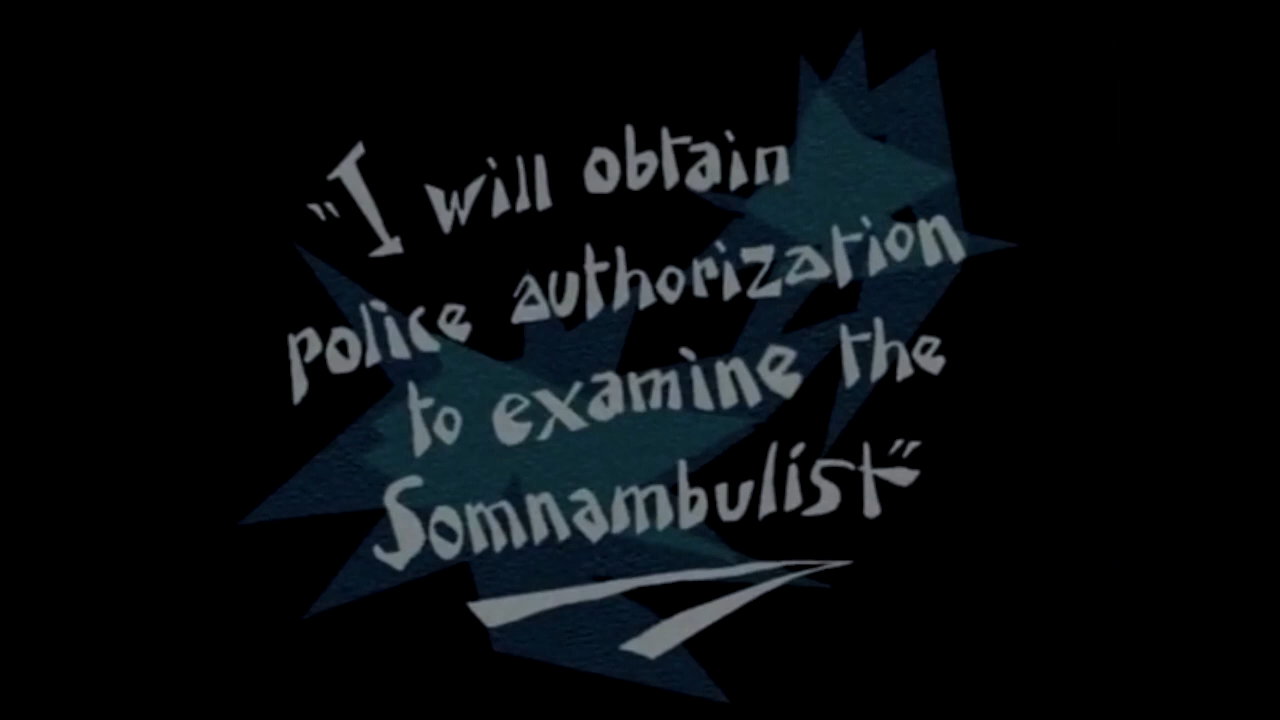 "I will obtain
police authorization
to examine the
Somnambulist"